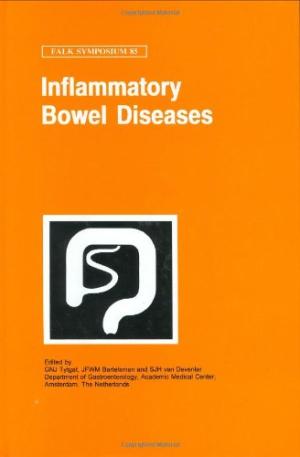 FALK SYMPOSIUM 85
Inflammatory
Bowel Diseases
Edited by
GNJ Tytgat, JFWM Bartelsman and SJH van Deventer
Department of Gastroenterology, Academic Medical Center,
Amsterdam, The Netherlands